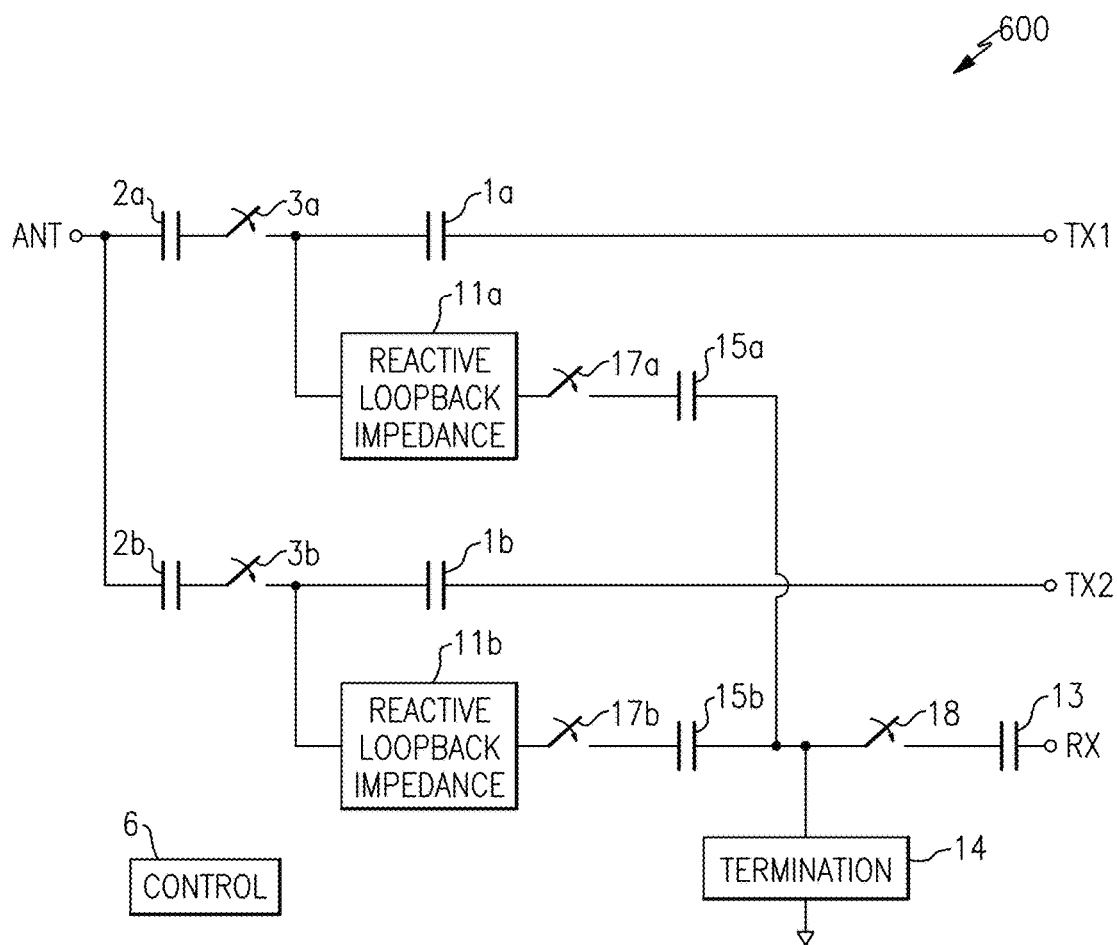 600
2a
3a
1a
ANT
TX1
11a
REACTIVE
LOOPBACK
IMPEDANCE
17a
15a
2b
3b
1b
TX2
11b
REACTIVE
LOOPBACK
IMPEDANCE
17b
15b
18
13
RX
6
CONTROL
TERMINATION
14